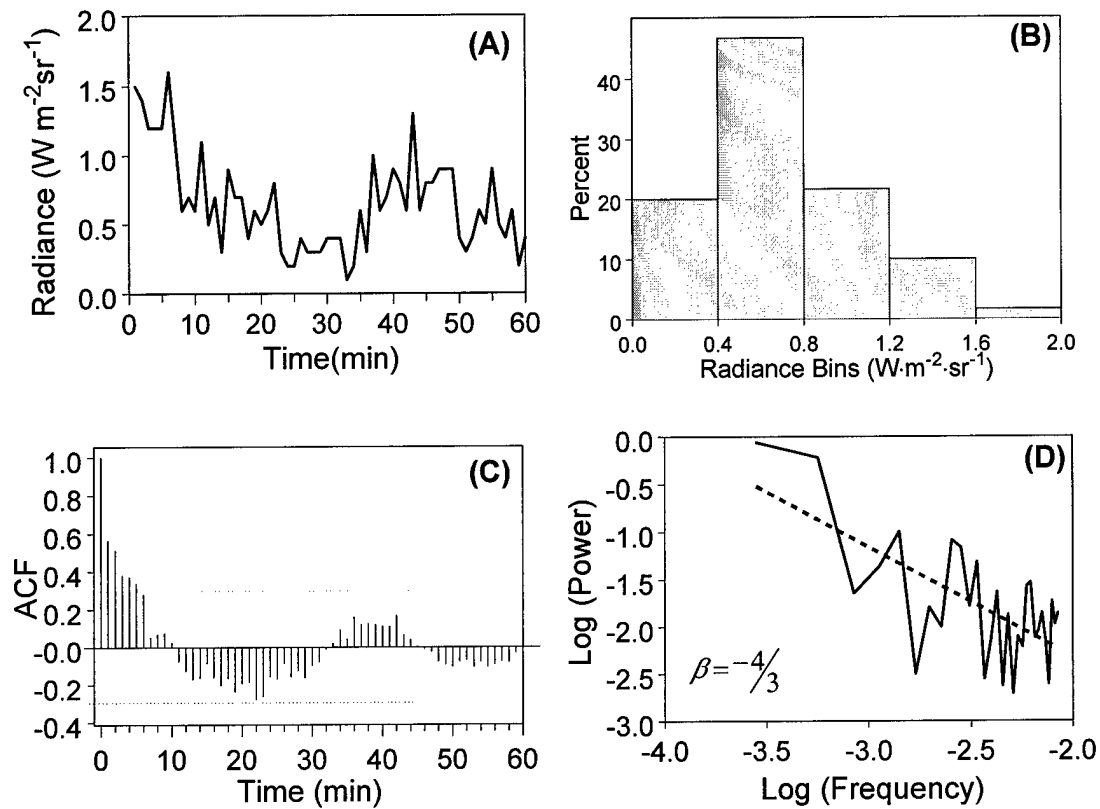 (A)
Radiance (W m⁻²sr⁻¹)
2.0
1.5
1.0
0.5
0.0
0 10 20 30 40 50 60
Time(min)
(B)
Percent
40
30
20
10
0
0.0 0.4 0.8 1.2 1.6 2.0
Radiance Bins (W·m⁻²·sr⁻¹)
(C)
ACF
1.0
0.8
0.6
0.4
0.2
-0.0
-0.2
-0.4
0 10 20 30 40 50 60
Time (min)
(D)
Log (Power)
0.0
-0.5
-1.0
-1.5
-2.0
-2.5
-3.0
β=-4/3
-4.0 -3.5 -3.0 -2.5 -2.0
Log (Frequency)